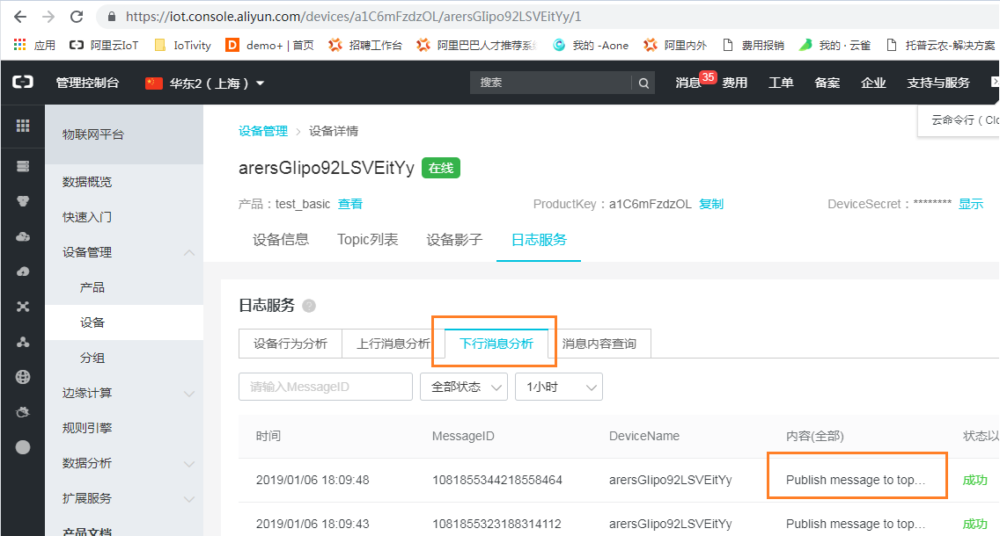 https://iot.console.aliyun.com/devices/a1C6mFzdzOL/arersGIipo92LSVEitYy/1
应用 阿里云IoT IoTivity demo+ | 首页 招聘工作台 阿里巴巴人才推荐系 我的 -Aone 阿里内外 费用报销 我的 · 云雀 托普云农-解决方案
管理控制台 华东2（上海） 搜索 消息 35 费用 工单 备案 企业 支持与服务
云命令行（Clo
物联网平台
数据概览
快速入门
设备管理
产品
设备
分组
边缘计算
规则引擎
数据分析
扩展服务
产品文档
设备管理 > 设备详情
arersGIipo92LSVEitYy 在线
产品：test_basic 查看 ProductKey：a1C6mFzdzOL 复制 DeviceSecret：******** 显示
设备信息 Topic列表 设备影子 日志服务
日志服务 ?
设备行为分析 上行消息分析 下行消息分析 消息内容查询
请输入MessageID 全部状态 1小时
时间 MessageID DeviceName 内容(全部) 状态以
2019/01/06 18:09:48 1081855344218558464 arersGIipo92LSVEitYy Publish message to top... 成功
2019/01/06 18:09:43 1081855323188314112 arersGIipo92LSVEitYy Publish message to top... 成功